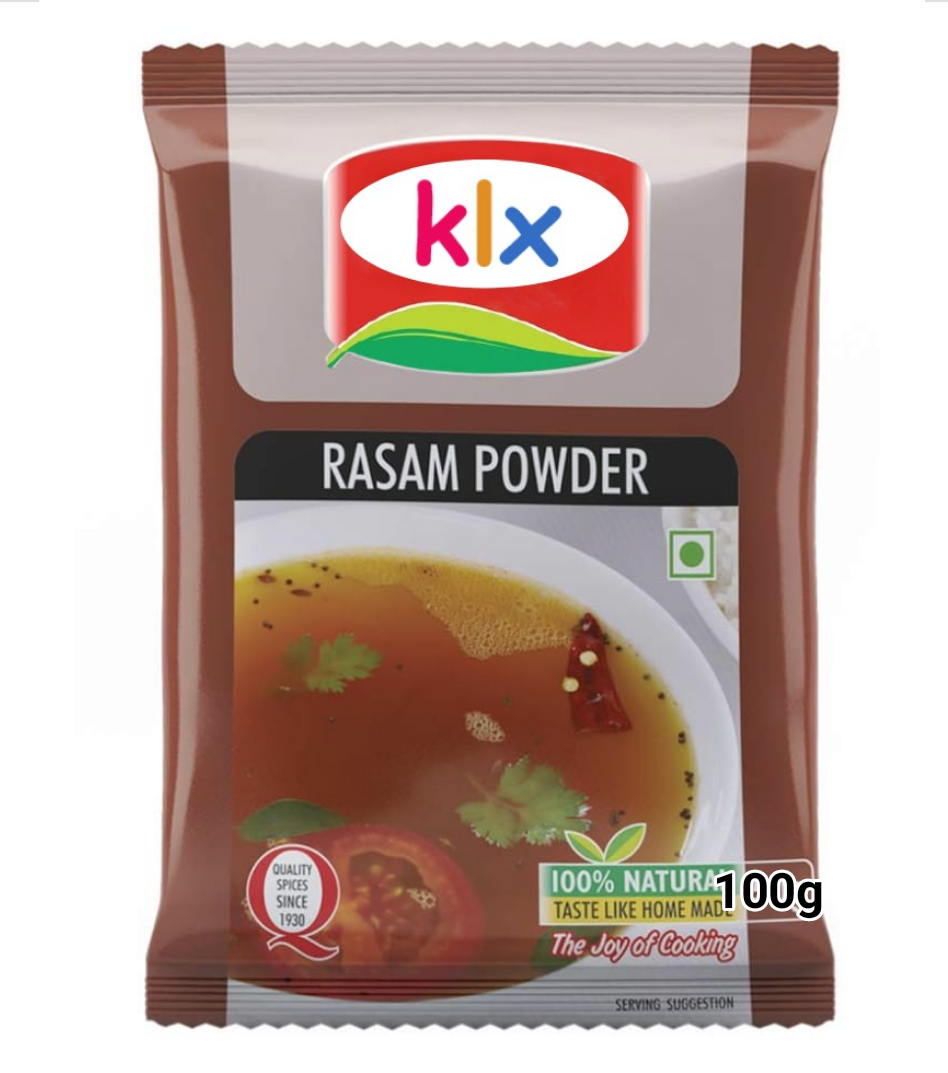 klx
RASAM POWDER
QUALITY
SPICES
SINCE
1930
100% NATURAL
100g
TASTE LIKE HOME MADE
The Joy of Cooking
SERVING SUGGESTION